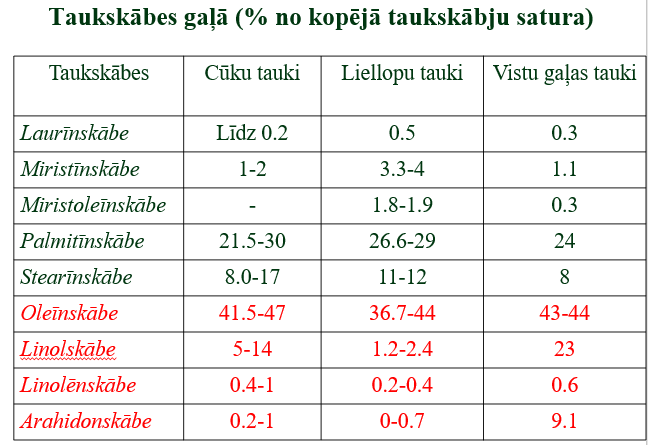 Taukskābes gaļā (% no kopējā taukskābju satura)
Taukskābes Cūku tauki Liellopu tauki Vistu gaļas tauki
Laurīnskābe Līdz 0.2 0.5 0.3
Miristīnskābe 1-2 3.3-4 1.1
Miristoleīnskābe - 1.8-1.9 0.3
Palmitīnskābe 21.5-30 26.6-29 24
Stearīnskābe 8.0-17 11-12 8
Oleīnskābe 41.5-47 36.7-44 43-44
Linolskābe 5-14 1.2-2.4 23
Linolēnskābe 0.4-1 0.2-0.4 0.6
Arahidonskābe 0.2-1 0-0.7 9.1